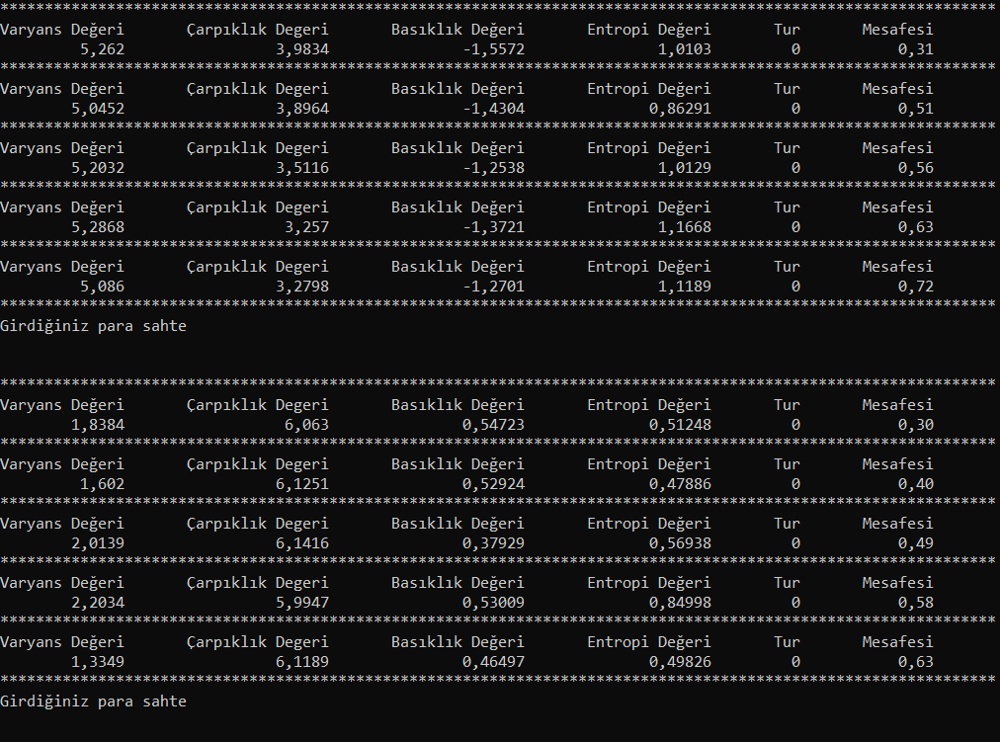 ****************************************************************************************************************
Varyans Değeri       Çarpıklık Degeri       Basıklık Değeri       Entropi Değeri       Tur       Mesafesi
         5,262                 3,9834               -1,5572               1,0103         0           0,31
****************************************************************************************************************
Varyans Değeri       Çarpıklık Degeri       Basıklık Değeri       Entropi Değeri       Tur       Mesafesi
        5,0452                 3,8964               -1,4304              0,86291         0           0,51
****************************************************************************************************************
Varyans Değeri       Çarpıklık Degeri       Basıklık Değeri       Entropi Değeri       Tur       Mesafesi
        5,2032                 3,5116               -1,2538               1,0129         0           0,56
****************************************************************************************************************
Varyans Değeri       Çarpıklık Degeri       Basıklık Değeri       Entropi Değeri       Tur       Mesafesi
        5,2868                  3,257               -1,3721               1,1668         0           0,63
****************************************************************************************************************
Varyans Değeri       Çarpıklık Degeri       Basıklık Değeri       Entropi Değeri       Tur       Mesafesi
         5,086                 3,2798               -1,2701               1,1189         0           0,72
****************************************************************************************************************
Girdiğiniz para sahte
****************************************************************************************************************
Varyans Değeri       Çarpıklık Degeri       Basıklık Değeri       Entropi Değeri       Tur       Mesafesi
        1,8384                  6,063               0,54723              0,51248         0           0,30
****************************************************************************************************************
Varyans Değeri       Çarpıklık Degeri       Basıklık Değeri       Entropi Değeri       Tur       Mesafesi
         1,602                 6,1251               0,52924              0,47886         0           0,40
****************************************************************************************************************
Varyans Değeri       Çarpıklık Degeri       Basıklık Değeri       Entropi Değeri       Tur       Mesafesi
        2,0139                 6,1416               0,37929              0,56938         0           0,49
****************************************************************************************************************
Varyans Değeri       Çarpıklık Degeri       Basıklık Değeri       Entropi Değeri       Tur       Mesafesi
        2,2034                 5,9947               0,53009              0,84998         0           0,58
****************************************************************************************************************
Varyans Değeri       Çarpıklık Degeri       Basıklık Değeri       Entropi Değeri       Tur       Mesafesi
        1,3349                 6,1189               0,46497              0,49826         0           0,63
****************************************************************************************************************
Girdiğiniz para sahte